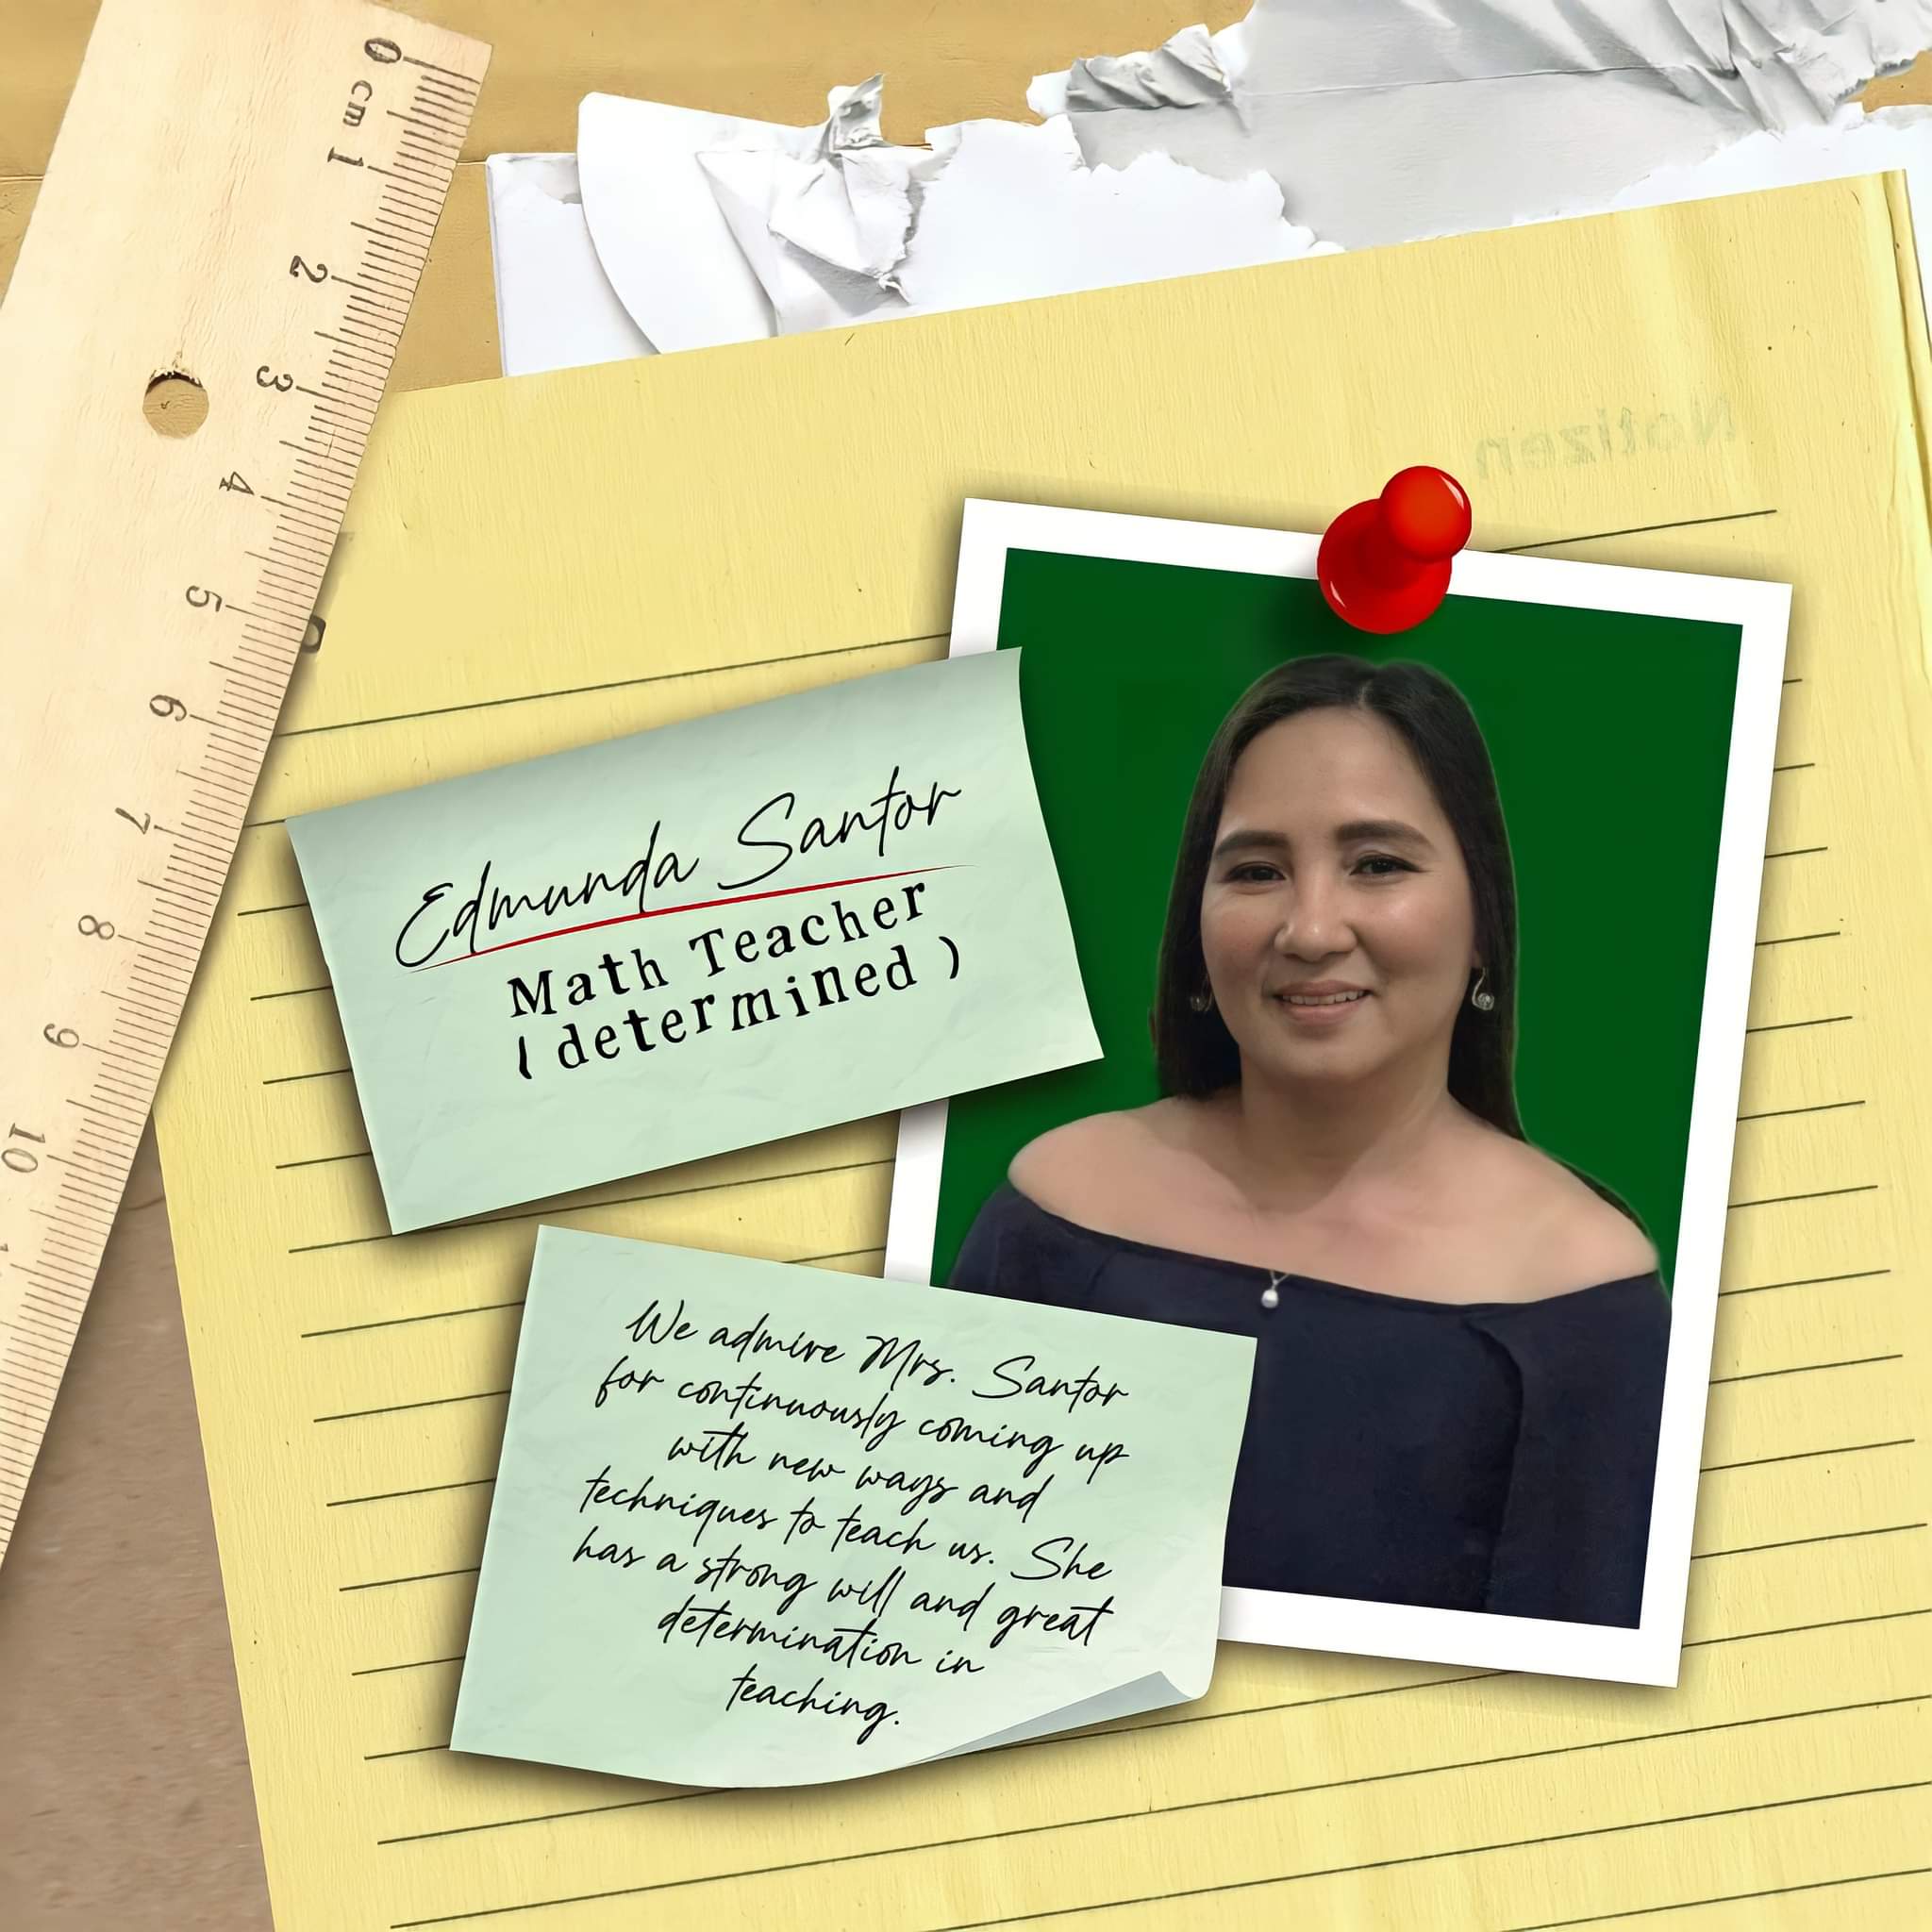 0
cm
1
2
3
4
5
6
7
8
9
10
Notizen
Edmunda Santor
Math Teacher
( determined )
We admire Mrs. Santor
for continuously coming up
with new ways and
techniques to teach us. She
has a strong will and great
determination in
teaching.